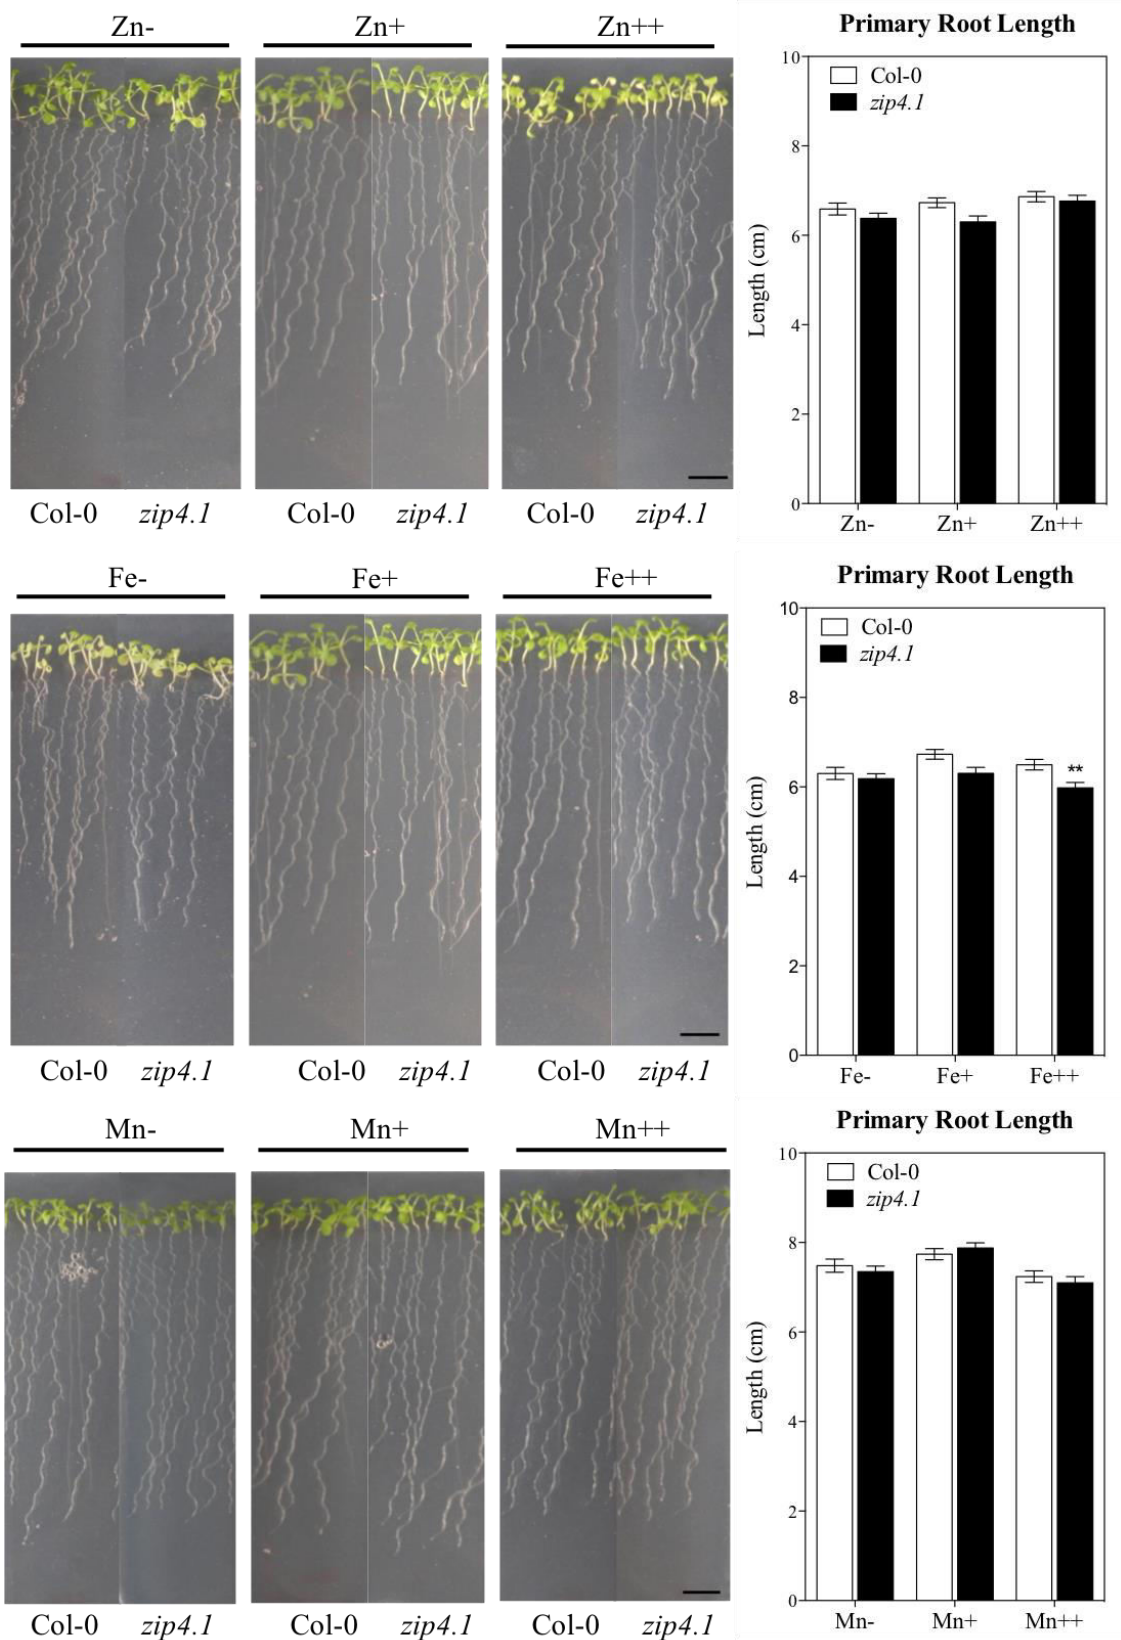 Zn- Zn+ Zn++
Col-0 zip4.1 Col-0 zip4.1 Col-0 zip4.1
Primary Root Length
Col-0
zip4.1
Length (cm)
10
8
6
4
2
0
Zn- Zn+ Zn++
Fe- Fe+ Fe++
Col-0 zip4.1 Col-0 zip4.1 Col-0 zip4.1
Primary Root Length
Col-0
zip4.1
**
Length (cm)
10
8
6
4
2
0
Fe- Fe+ Fe++
Mn- Mn+ Mn++
Col-0 zip4.1 Col-0 zip4.1 Col-0 zip4.1
Primary Root Length
Col-0
zip4.1
Length (cm)
10
8
6
4
2
0
Mn- Mn+ Mn++